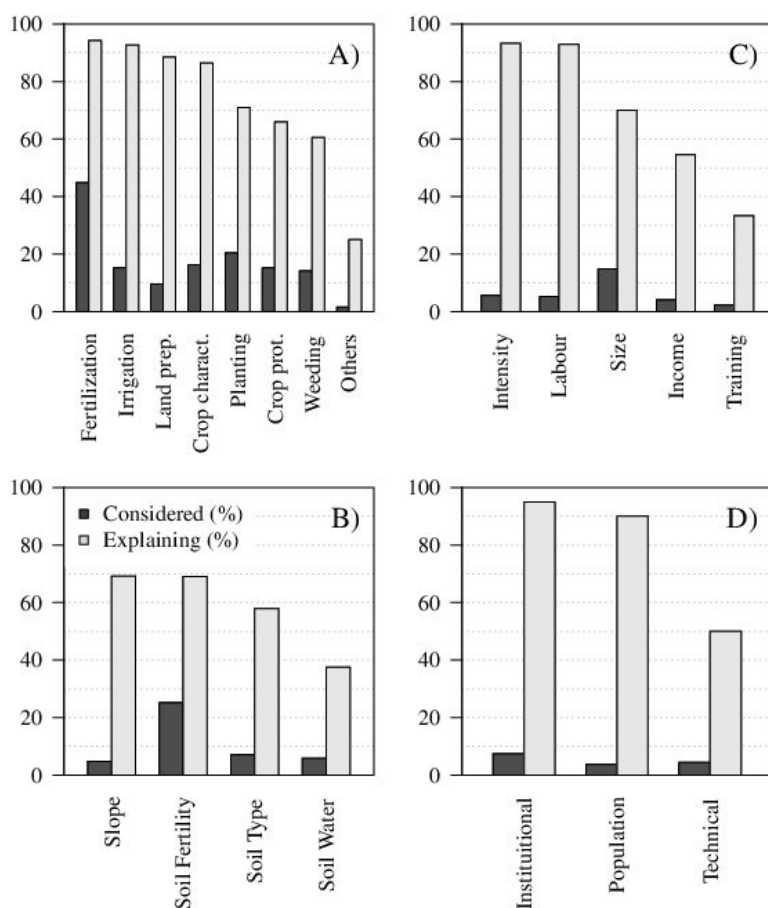 A)
100
80
60
40
20
0
Fertilization
Irrigation
Land prep.
Crop charact.
Planting
Crop prot.
Weeding
Others
C)
100
80
60
40
20
0
Intensity
Labour
Size
Income
Training
B)
100
80
60
40
20
0
Considered (%)
Explaining (%)
Slope
Soil Fertility
Soil Type
Soil Water
D)
100
80
60
40
20
0
Instituitional
Population
Technical